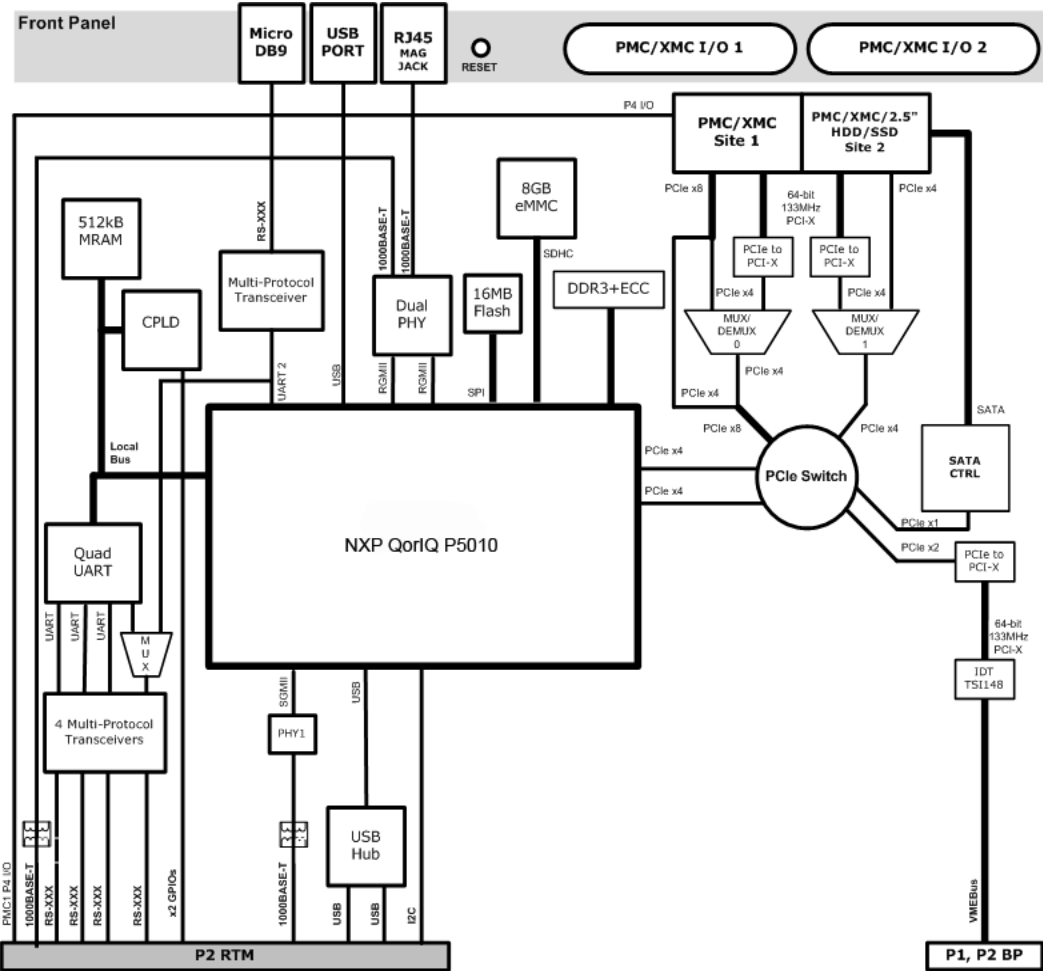 Front Panel
Micro
DB9
USB
PORT
RJ45
MAG
JACK
RESET
PMC/XMC I/O 1
PMC/XMC I/O 2
P4 I/O
PMC/XMC
Site 1
PMC/XMC/2.5"
HDD/SSD
Site 2
512kB
MRAM
CPLD
RS-XXX
Multi-Protocol
Transceiver
1000BASE-T
1000BASE-T
Dual
PHY
8GB
eMMC
SDHC
16MB
Flash
DDR3+ECC
PCIe x8
64-bit
133MHz
PCI-X
PCIe x4
PCIe to
PCI-X
PCIe to
PCI-X
PCIe x4
PCIe x4
MUX/
DEMUX
0
MUX/
DEMUX
1
PCIe x4
PCIe x4
PCIe x8
PCIe x4
UART 2
USB
RGMII
RGMII
SPI
SATA
Local
Bus
PCIe x4
PCIe x4
PCIe Switch
SATA
CTRL
PCIe x1
PCIe x2
PCIe to
PCI-X
NXP QorIQ P5010
Quad
UART
UART
UART
UART
MUX
64-bit
133MHz
PCI-X
IDT
TSI148
4 Multi-Protocol
Transceivers
SGMII
USB
PHY1
USB
Hub
PMC1 P4 I/O
1000BASE-T
RS-XXX
RS-XXX
RS-XXX
RS-XXX
x2 GPIOs
1000BASE-T
USB
USB
I2C
VMEBus
P2 RTM
P1, P2 BP